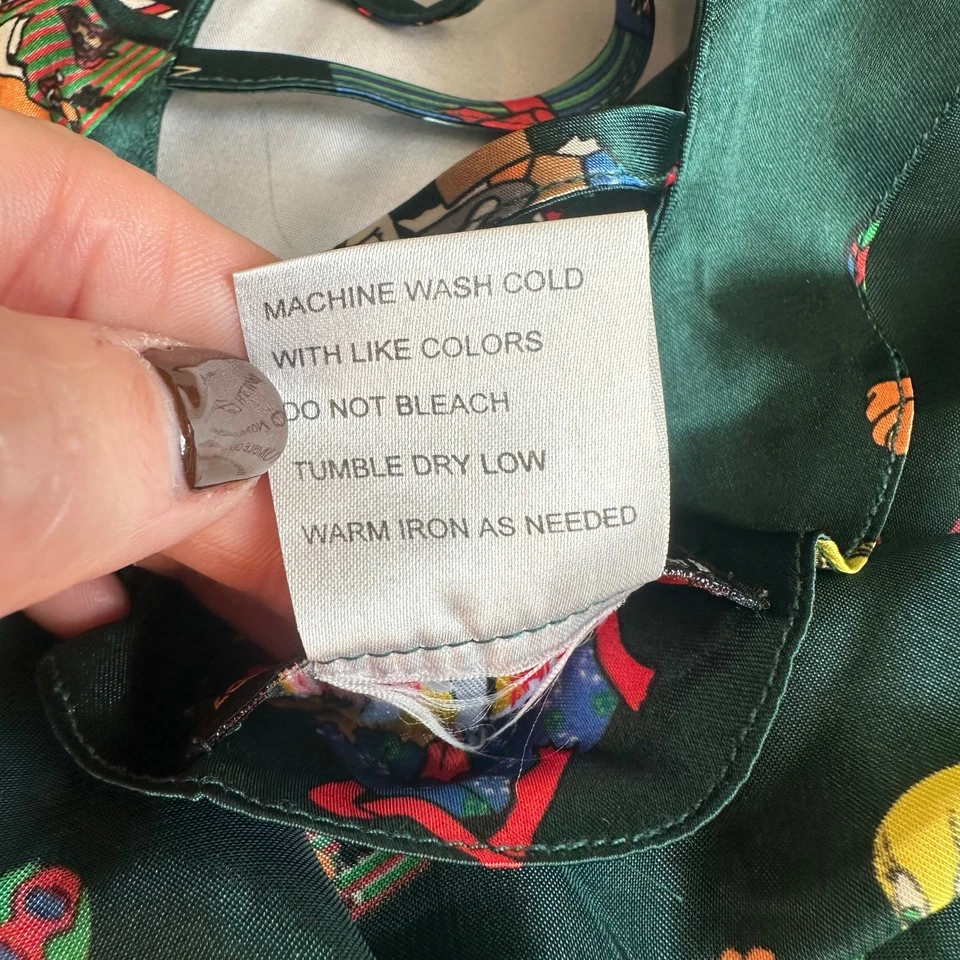 MACHINE WASH COLD
WITH LIKE COLORS
DO NOT BLEACH
TUMBLE DRY LOW
WARM IRON AS NEEDED